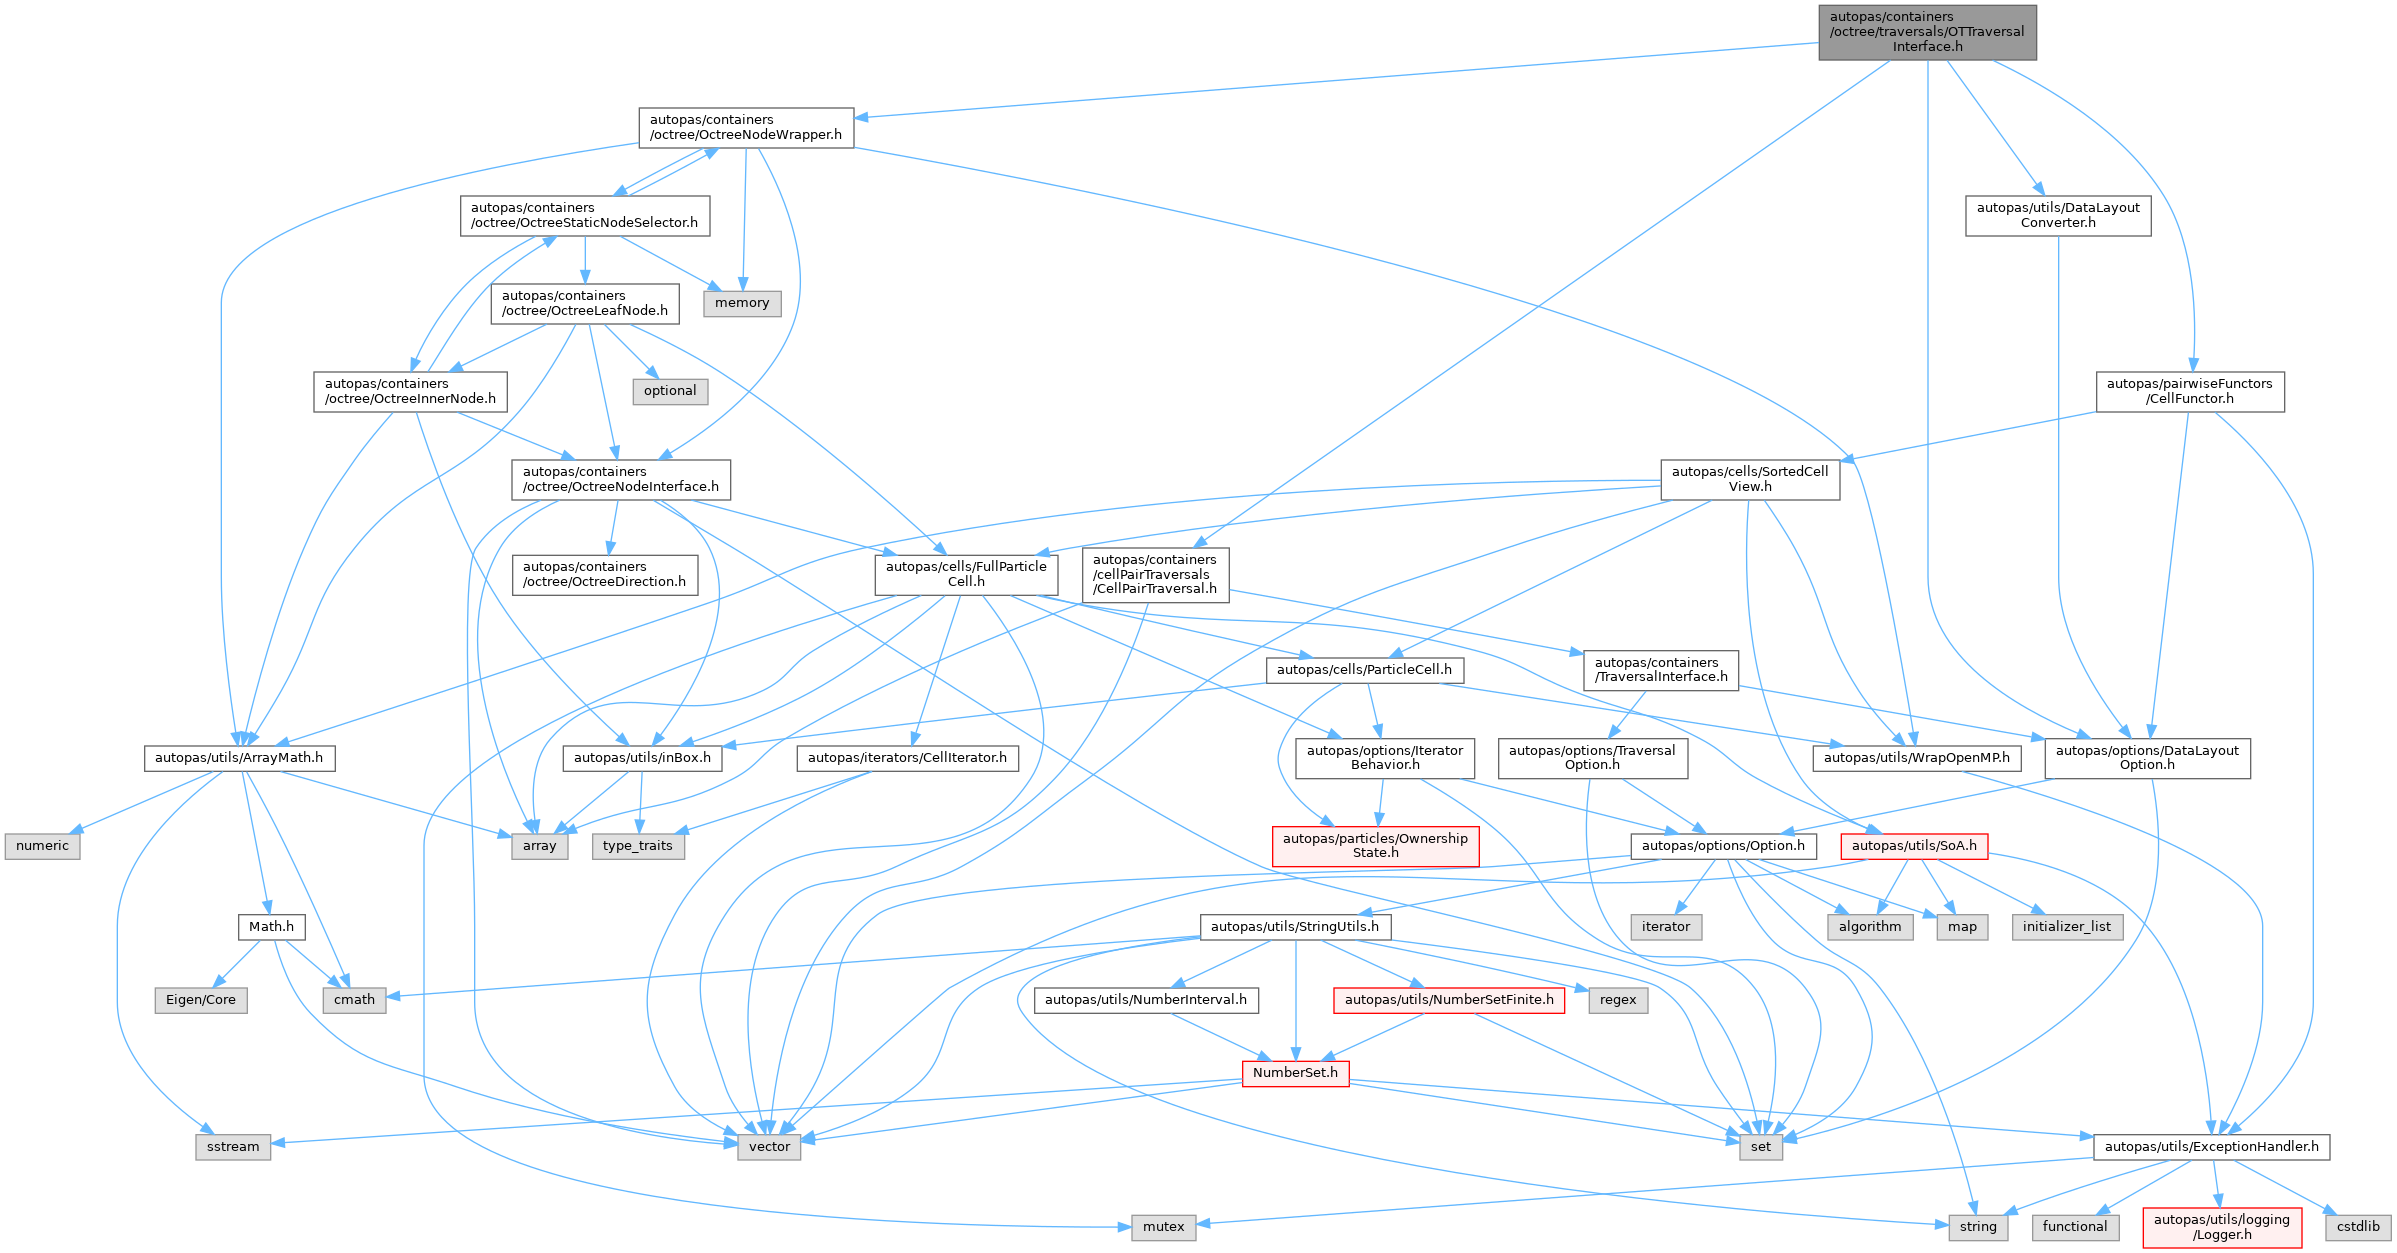 autopas/containers
/octree/traversals/OTTraversal
Interface.h
autopas/containers
/octree/OctreeNodeWrapper.h
autopas/containers
/octree/OctreeStaticNodeSelector.h
autopas/utils/DataLayout
Converter.h
autopas/containers
/octree/OctreeLeafNode.h
memory
autopas/containers
/octree/OctreeInnerNode.h
optional
autopas/pairwiseFunctors
/CellFunctor.h
autopas/containers
/octree/OctreeNodeInterface.h
autopas/cells/SortedCell
View.h
autopas/containers
/octree/OctreeDirection.h
autopas/cells/FullParticle
Cell.h
autopas/containers
/cellPairTraversals
/CellPairTraversal.h
autopas/cells/ParticleCell.h
autopas/containers
/TraversalInterface.h
autopas/utils/ArrayMath.h
autopas/utils/inBox.h
autopas/iterators/CellIterator.h
autopas/options/Iterator
Behavior.h
autopas/options/Traversal
Option.h
autopas/utils/WrapOpenMP.h
autopas/options/DataLayout
Option.h
numeric
array
type_traits
autopas/particles/Ownership
State.h
autopas/options/Option.h
autopas/utils/SoA.h
Math.h
autopas/utils/StringUtils.h
iterator
algorithm
map
initializer_list
Eigen/Core
cmath
autopas/utils/NumberInterval.h
autopas/utils/NumberSetFinite.h
regex
NumberSet.h
sstream
vector
set
autopas/utils/ExceptionHandler.h
mutex
string
functional
autopas/utils/logging
/Logger.h
cstdlib